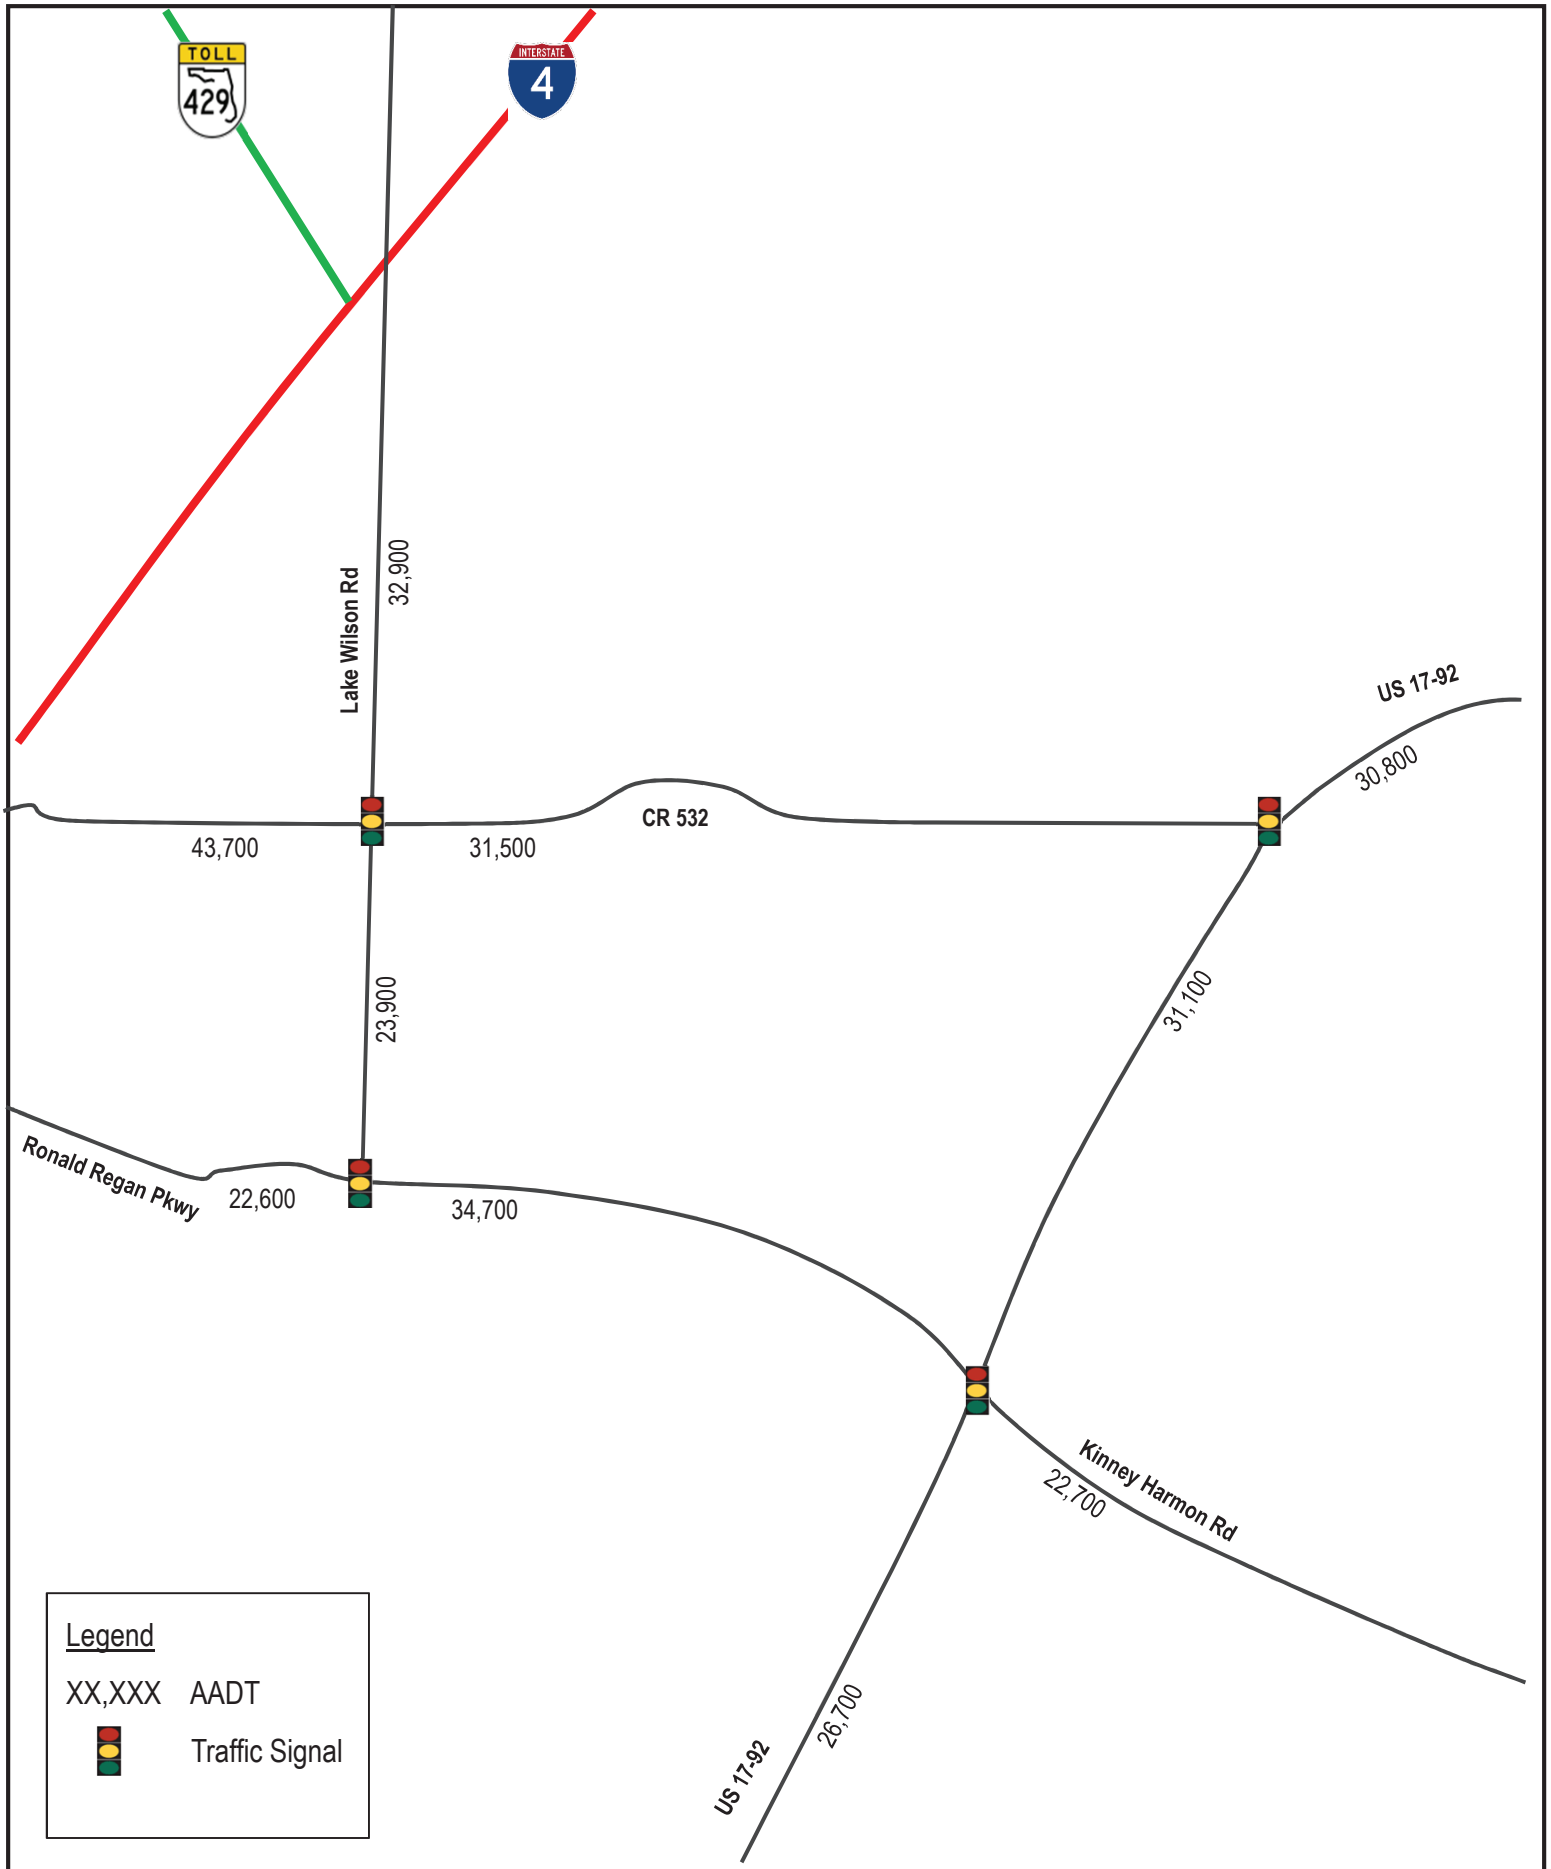 TOLL
429
INTERSTATE
4
32,900
Lake Wilson Rd
US 17-92
30,800
CR 532
43,700
31,500
31,100
23,900
Ronald Regan Pkwy
22,600
34,700
Kinney Harmon Rd
22,700
26,700
US 17-92
Legend
XX,XXX AADT
Traffic Signal